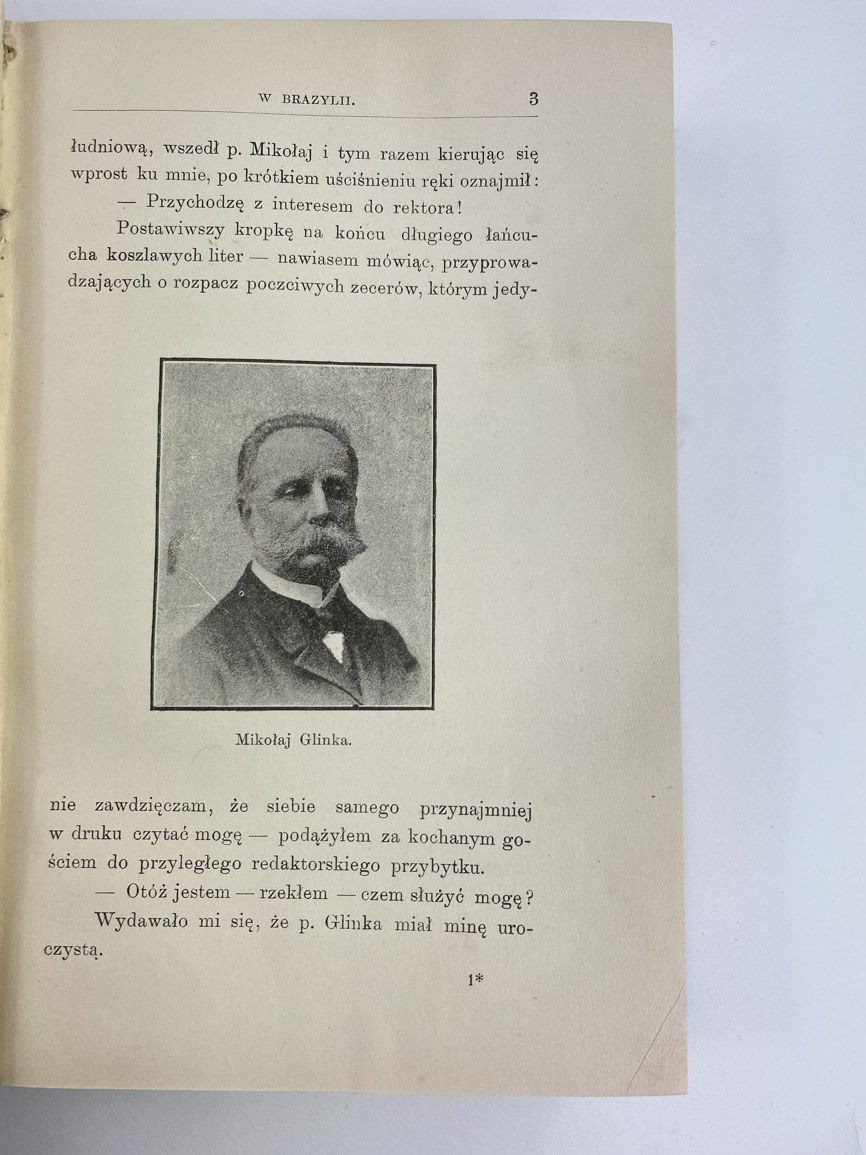 W BRAZYLII. 3
łudniową, wszedł p. Mikołaj i tym razem kierując się
wprost ku mnie, po krótkiem uściśnieniu ręki oznajmił:
— Przychodzę z interesem do rektora!
Postawiwszy kropkę na końcu długiego łańcu-
cha koszlawych liter — nawiasem mówiąc, przyprowa-
dzających o rozpacz poczciwych zecerów, którym jedy-
Mikołaj Glinka.
nie zawdzięczam, że siebie samego przynajmniej
w druku czytać mogę — podążyłem za kochanym go-
ściem do przyległego redaktorskiego przybytku.
— Otóż jestem — rzekłem — czem służyć mogę?
Wydawało mi się, że p. Glinka miał minę uro-
czystą.
1*